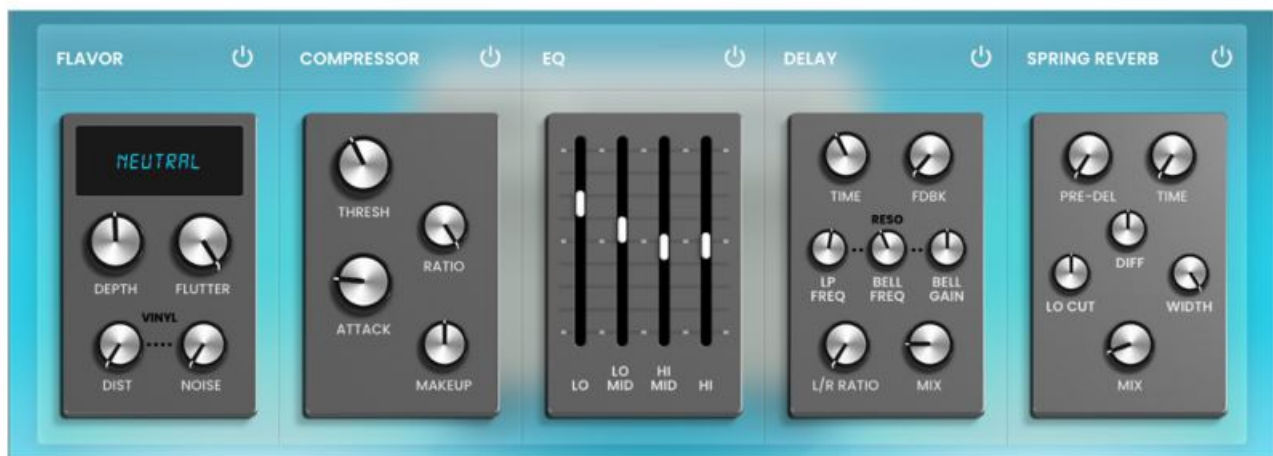 FLAVOR
NEUTRAL
DEPTH FLUTTER
VINYL
DIST NOISE
COMPRESSOR
THRESH
RATIO
ATTACK
MAKEUP
EQ
LO
LO MID
HI MID
HI
DELAY
TIME FDBK
RESO
LP FREQ
BELL FREQ
BELL GAIN
L/R RATIO MIX
SPRING REVERB
PRE-DEL TIME
DIFF
LO CUT WIDTH
MIX